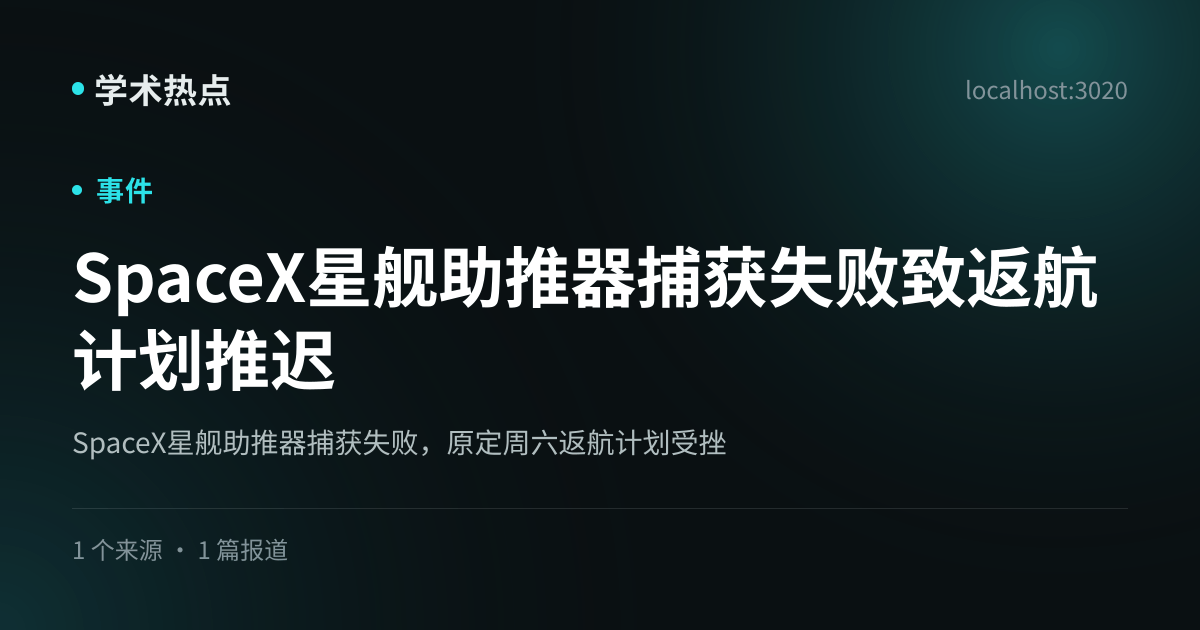 学术热点
localhost:3020
事件
SpaceX星舰助推器捕获失败致返航
计划推迟
SpaceX星舰助推器捕获失败，原定周六返航计划受挫
1 个来源 · 1 篇报道